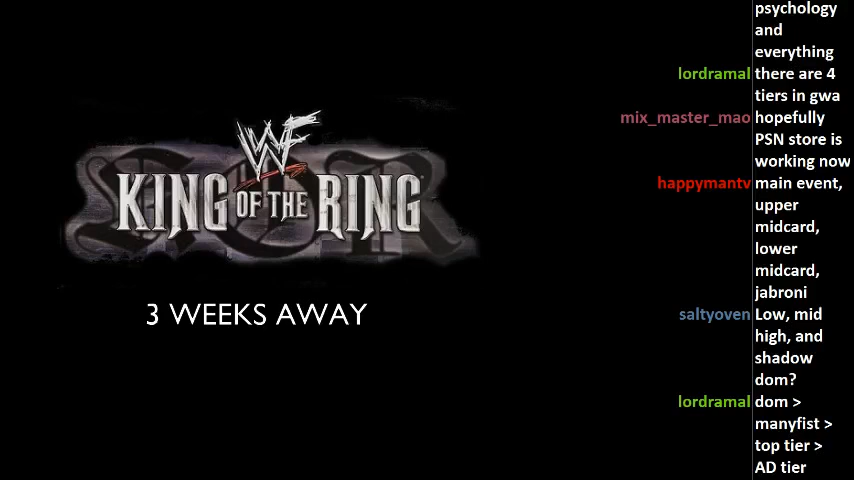 WF
KING OF THE RING
3 WEEKS AWAY
psychology
and
everything
lordramal there are 4
tiers in gwa
mix_master_mao hopefully
PSN store is
working now
happymantv main event,
upper
midcard,
lower
midcard,
jabroni
saltyoven Low, mid
high, and
shadow
dom?
lordramal dom >
manyfist >
top tier >
AD tier